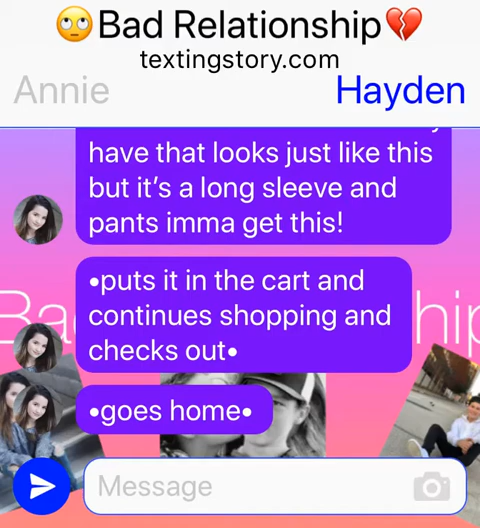 🙄Bad Relationship💔
textingstory.com
Annie Hayden
have that looks just like this
but it’s a long sleeve and
pants imma get this!
•puts it in the cart and
continues shopping and
checks out•
•goes home•
Message